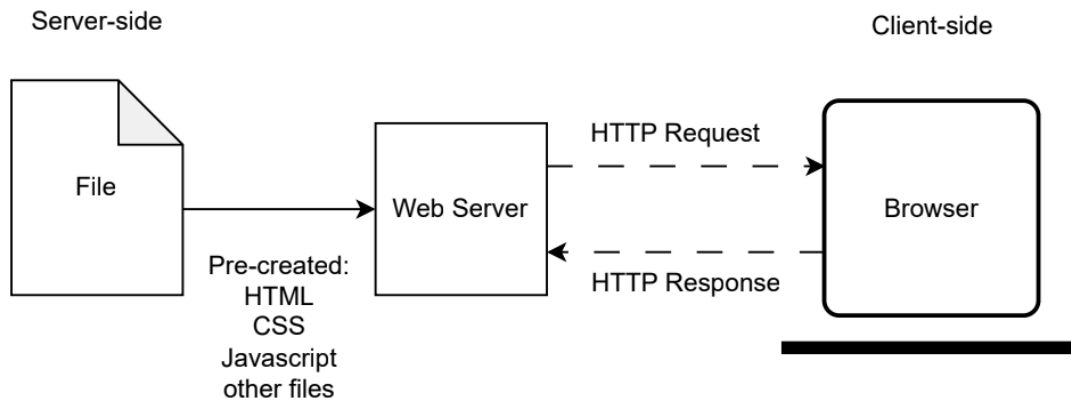 Server-side
Client-side
File
Pre-created:
HTML
CSS
Javascript
other files
Web Server
HTTP Request
HTTP Response
Browser